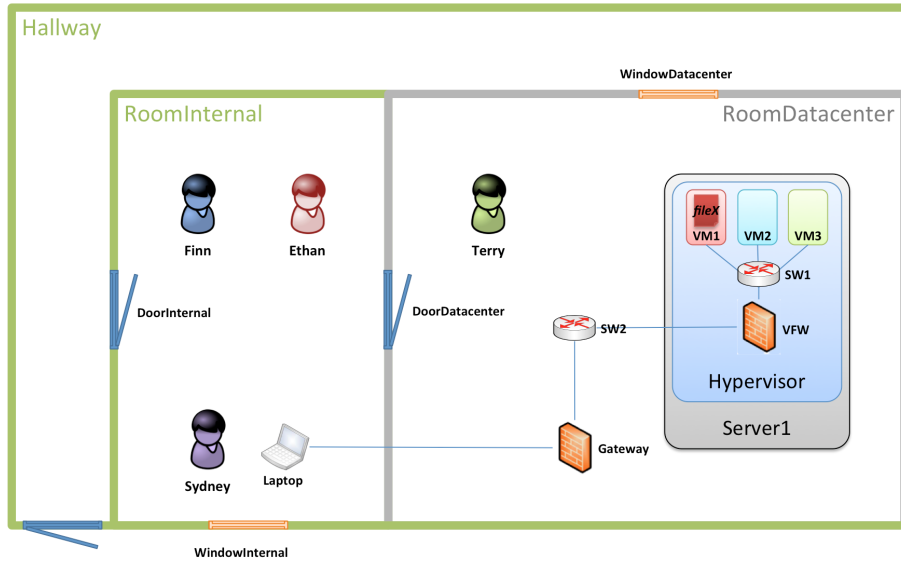 Hallway
WindowDatacenter
RoomInternal
RoomDatacenter
fileX
VM1
VM2
VM3
Finn
Ethan
Terry
SW1
DoorInternal
DoorDatacenter
SW2
VFW
Hypervisor
Server1
Gateway
Sydney
Laptop
WindowInternal